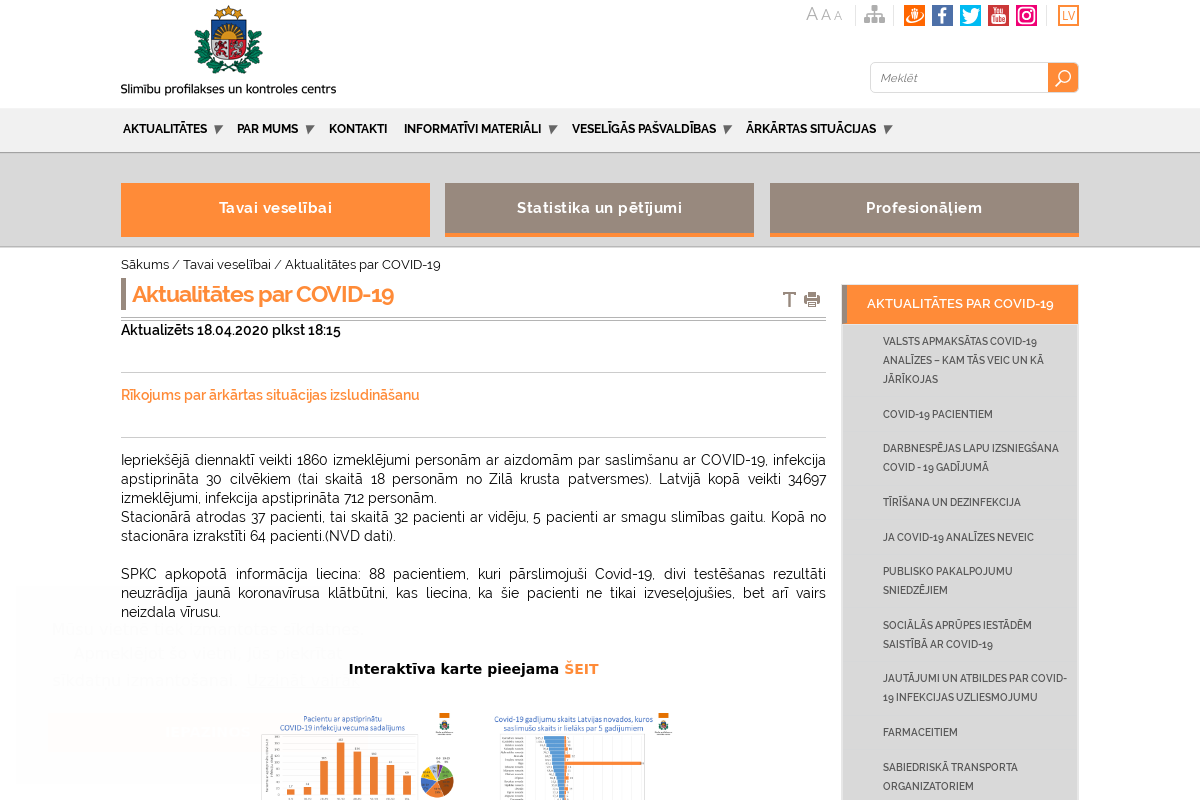 A A A
You Tube
LV
Slimību profilakses un kontroles centrs
Meklēt
AKTUALITĀTES
PAR MUMS
KONTAKTI
INFORMATĪVI MATERIĀLI
VESELĪGĀS PAŠVALDĪBAS
ĀRKĀRTAS SITUĀCIJAS
Tavai veselībai
Statistika un pētījumi
Profesionāļiem
Sākums / Tavai veselībai / Aktualitātes par COVID-19
Aktualitātes par COVID-19
Aktualizēts 18.04.2020 plkst 18:15
Rīkojums par ārkārtas situācijas izsludināšanu
Iepriekšējā diennaktī veikti 1860 izmeklējumi personām ar aizdomām par saslimšanu ar COVID-19, infekcija
apstiprināta 30 cilvēkiem (tai skaitā 18 personām no Zilā krusta patversmes). Latvijā kopā veikti 34697
izmeklējumi, infekcija apstiprināta 712 personām.
Stacionārā atrodas 37 pacienti, tai skaitā 32 pacienti ar vidēju, 5 pacienti ar smagu slimības gaitu. Kopā no
stacionāra izrakstīti 64 pacienti.(NVD dati).
SPKC apkopotā informācija liecina: 88 pacientiem, kuri pārslimojuši Covid-19, divi testēšanas rezultāti
neuzrādīja jaunā koronavīrusa klātbūtni, kas liecina, ka šie pacienti ne tikai izveseļojušies, bet arī vairs
neizdala vīrusu.
Interaktīva karte pieejama ŠEIT
Pacientu ar apstiprinātu
COVID-19 infekciju vecuma sadalījums
Covid-19 gadījumu skaits Latvijas novados, kuros
saslimušo skaits ir lielāks par 5 gadījumiem
AKTUALITĀTES PAR COVID-19
VALSTS APMAKSĀTAS COVID-19
ANALĪZES – KAM TĀS VEIC UN KĀ
JĀRĪKOJAS
COVID-19 PACIENTIEM
DARBNESPĒJAS LAPU IZSNIEGŠANA
COVID - 19 GADĪJUMĀ
TĪRĪŠANA UN DEZINFEKCIJA
JA COVID-19 ANALĪZES NEVEIC
PUBLISKO PAKALPOJUMU
SNIEDZĒJIEM
SOCIĀLĀS APRŪPES IESTĀDĒM
SAISTĪBĀ AR COVID-19
JAUTĀJUMI UN ATBILDES PAR COVID-
19 INFEKCIJAS UZLIESMOJUMU
FARMACEITIEM
SABIEDRISKĀ TRANSPORTA
ORGANIZATORIEM